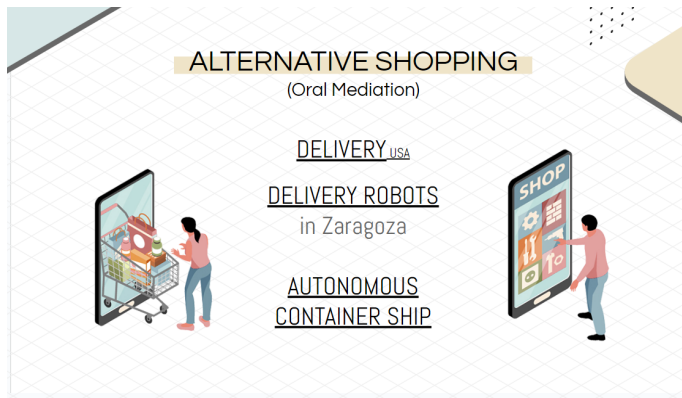 ALTERNATIVE SHOPPING
(Oral Mediation)
DELIVERY USA
DELIVERY ROBOTS
in Zaragoza
AUTONOMOUS
CONTAINER SHIP
SHOP